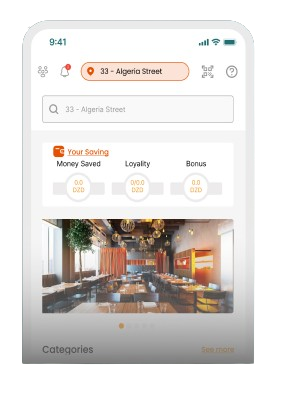 9:41
33 - Algeria Street
33 - Algeria Street
Your Saving
Money Saved Loyality Bonus
0.0 0/0.0 0.0
DZD DZD DZD
Categories See more